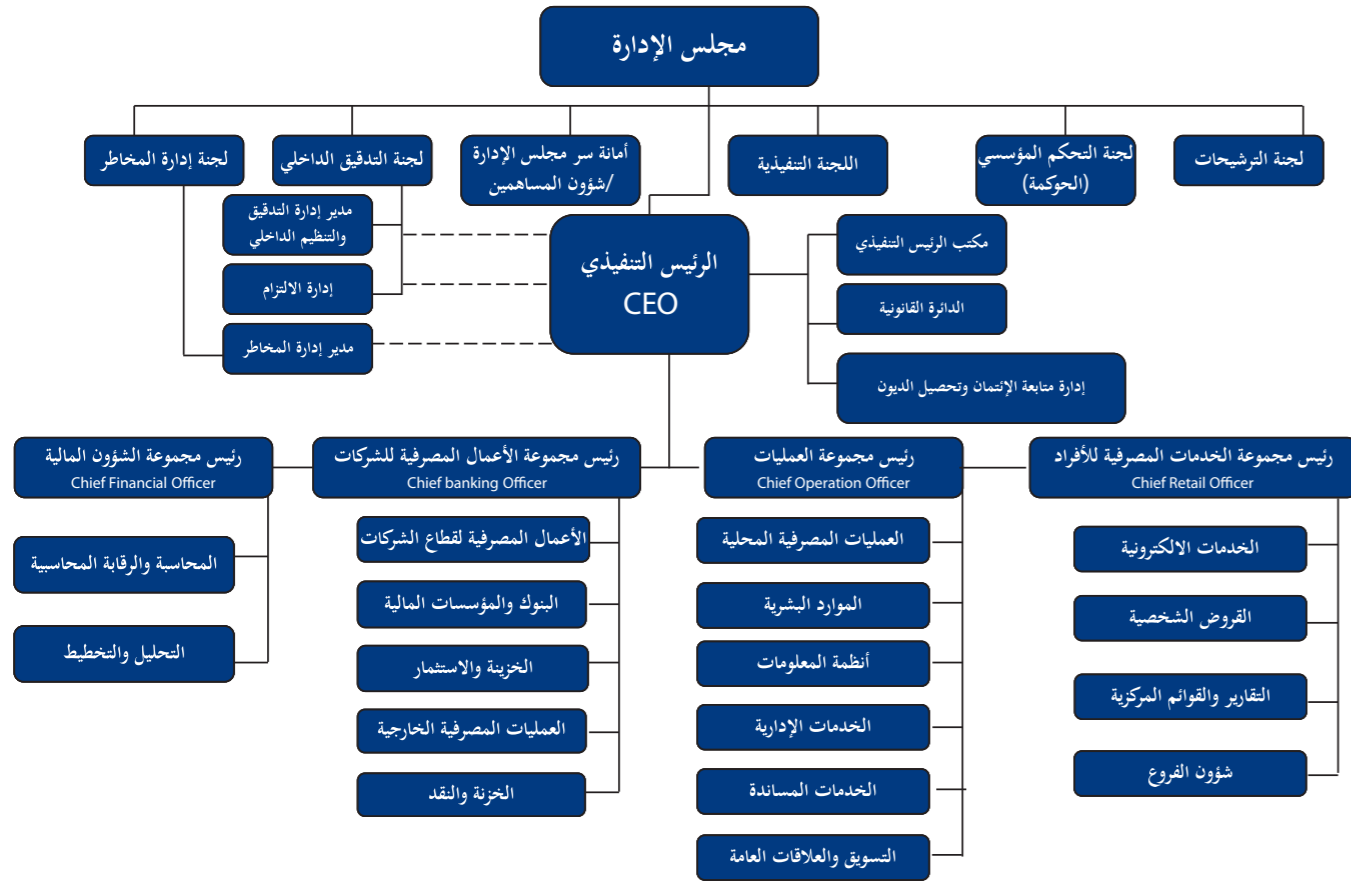 مجلس الإدارة
لجنة الترشيحات
لجنة التحكم المؤسسي
(الحوكمة)
اللجنة التنفيذية
أمانة سر مجلس الإدارة
/شؤون المساهمين
لجنة التدقيق الداخلي
لجنة إدارة المخاطر
مدير إدارة التدقيق
والتنظيم الداخلي
إدارة الالتزام
مدير إدارة المخاطر
الرئيس التنفيذي
CEO
مكتب الرئيس التنفيذي
الدائرة القانونية
إدارة متابعة الإئتمان وتحصيل الديون
رئيس مجموعة الخدمات المصرفية للأفراد
Chief Retail Officer
الخدمات الالكترونية
القروض الشخصية
التقارير والقوائم المركزية
شؤون الفروع
رئيس مجموعة العمليات
Chief Operation Officer
العمليات المصرفية المحلية
الموارد البشرية
أنظمة المعلومات
الخدمات الإدارية
الخدمات المساندة
التسويق والعلاقات العامة
رئيس مجموعة الأعمال المصرفية للشركات
Chief banking Officer
الأعمال المصرفية لقطاع الشركات
البنوك والمؤسسات المالية
الخزينة والاستثمار
العمليات المصرفية الخارجية
الخزنة والنقد
رئيس مجموعة الشؤون المالية
Chief Financial Officer
المحاسبة والرقابة المحاسبية
التحليل والتخطيط